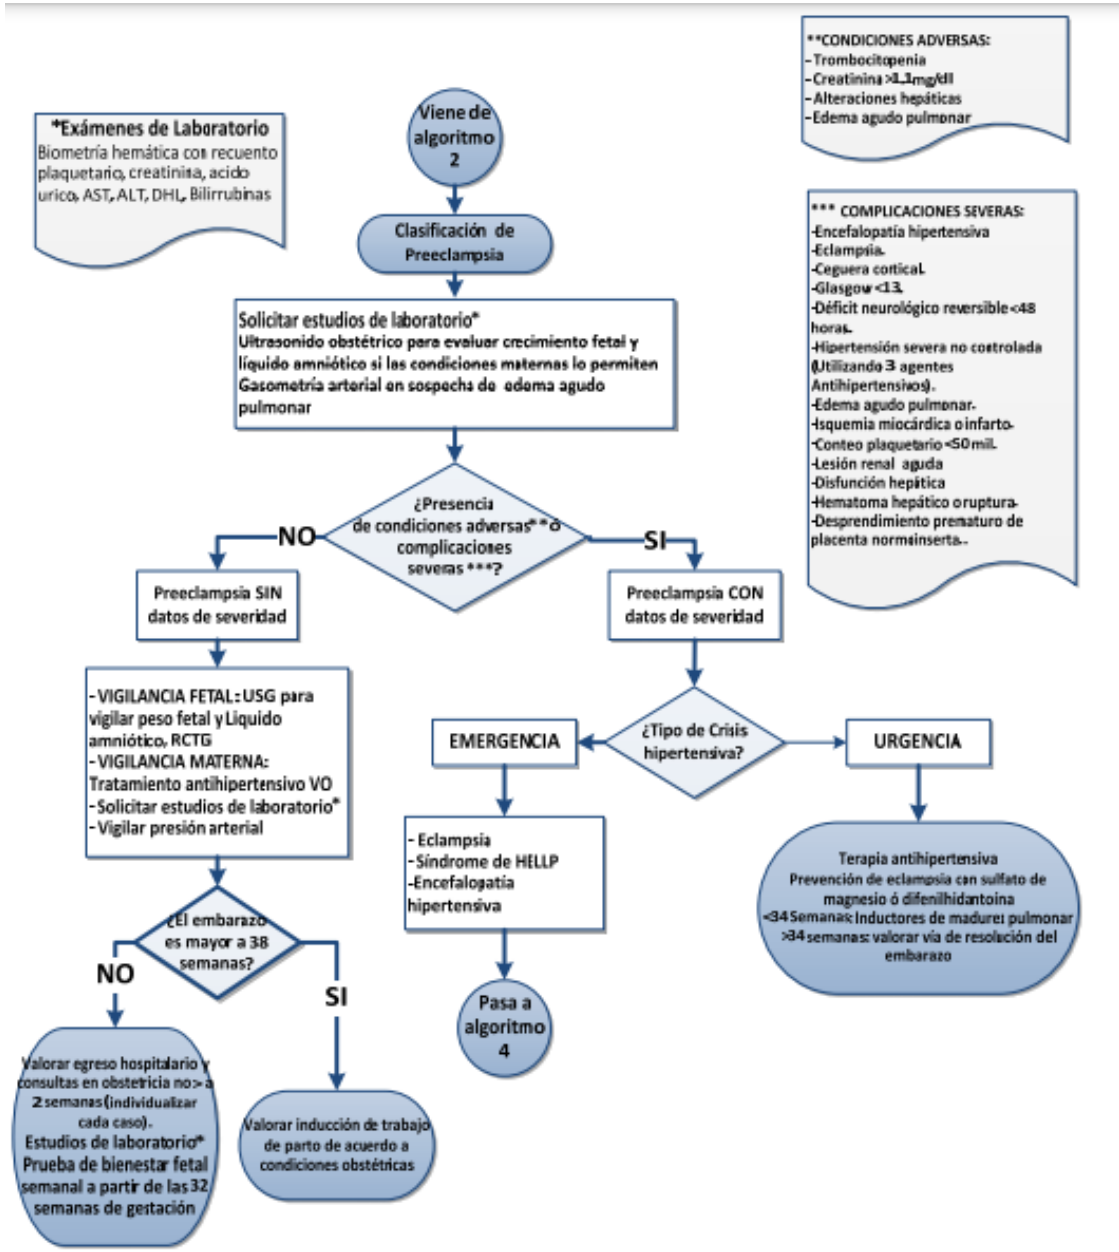 **CONDICIONES ADVERSAS:
- Trombocitopenia
- Creatinina >1.1mg/dl
- Alteraciones hepáticas
- Edema agudo pulmonar
*Exámenes de Laboratorio
Biometría hemática con recuento
plaquetario, creatinina, acido
urico, AST, ALT, DHL, Bilirrubinas
Viene de
algoritmo
2
Clasificación de
Preeclampsia
*** COMPLICACIONES SEVERAS:
-Encefalopatía hipertensiva
-Eclampsia.
-Ceguera cortical.
-Glasgow <13.
-Déficit neurológico reversible <48
horas.
-Hipertensión severa no controlada
(Utilizando 3 agentes
Antihipertensivos).
-Edema agudo pulmonar.
-Isquemia miocárdica o infarto.
-Conteo plaquetario <50 mil.
-Lesión renal aguda
-Disfunción hepática
-Hematoma hepático o ruptura.
-Desprendimiento prematuro de
placenta normoinserta..
Solicitar estudios de laboratorio*
Ultrasonido obstétrico para evaluar crecimiento fetal y
líquido amniótico si las condiciones maternas lo permiten
Gasometría arterial en sospecha de edema agudo
pulmonar
¿Presencia
de condiciones adversas** ó
complicaciones
severas ***?
NO
SI
Preeclampsia SIN
datos de severidad
Preeclampsia CON
datos de severidad
- VIGILANCIA FETAL: USG para
vigilar peso fetal y Liquido
amniótico, RCTG
- VIGILANCIA MATERNA:
Tratamiento antihipertensivo VO
- Solicitar estudios de laboratorio*
- Vigilar presión arterial
¿Tipo de Crisis
hipertensiva?
EMERGENCIA
URGENCIA
- Eclampsia
- Síndrome de HELLP
-Encefalopatía
hipertensiva
Terapia antihipertensiva
Prevención de eclampsia con sulfato de
magnesio ó difenilhidantoina
<34 Semanas: Inductores de madurez pulmonar
>34 semanas: valorar vía de resolución del
embarazo
¿El embarazo
es mayor a 38
semanas?
NO
SI
Pasa a
algoritmo
4
Valorar egreso hospitalario y
consultas en obstetricia no > a
2 semanas (individualizar
cada caso).
Estudios de laboratorio*
Prueba de bienestar fetal
semanal a partir de las 32
semanas de gestación
Valorar inducción de trabajo
de parto de acuerdo a
condiciones obstétricas